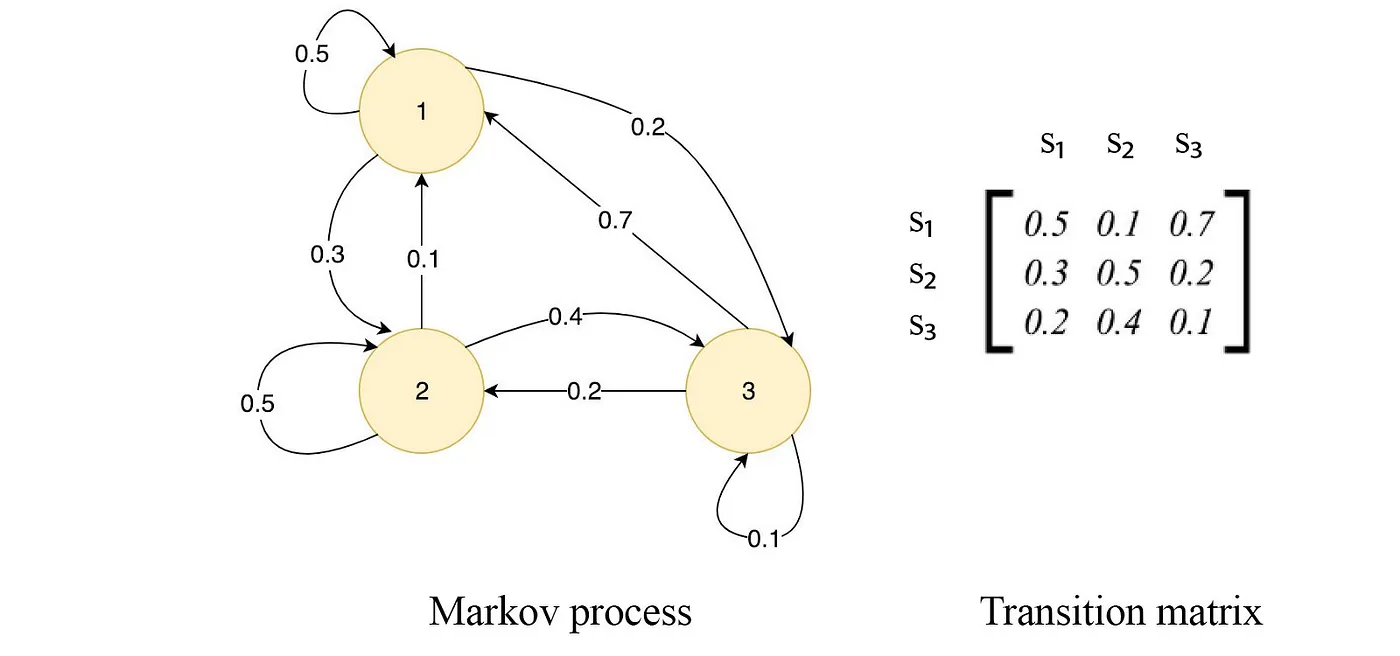 0.5
1
0.2
0.7
0.3
0.1
0.4
0.5
2
0.2
3
0.1
S₁ S₂ S₃
S₁ 0.5 0.1 0.7
S₂ 0.3 0.5 0.2
S₃ 0.2 0.4 0.1
Markov process
Transition matrix